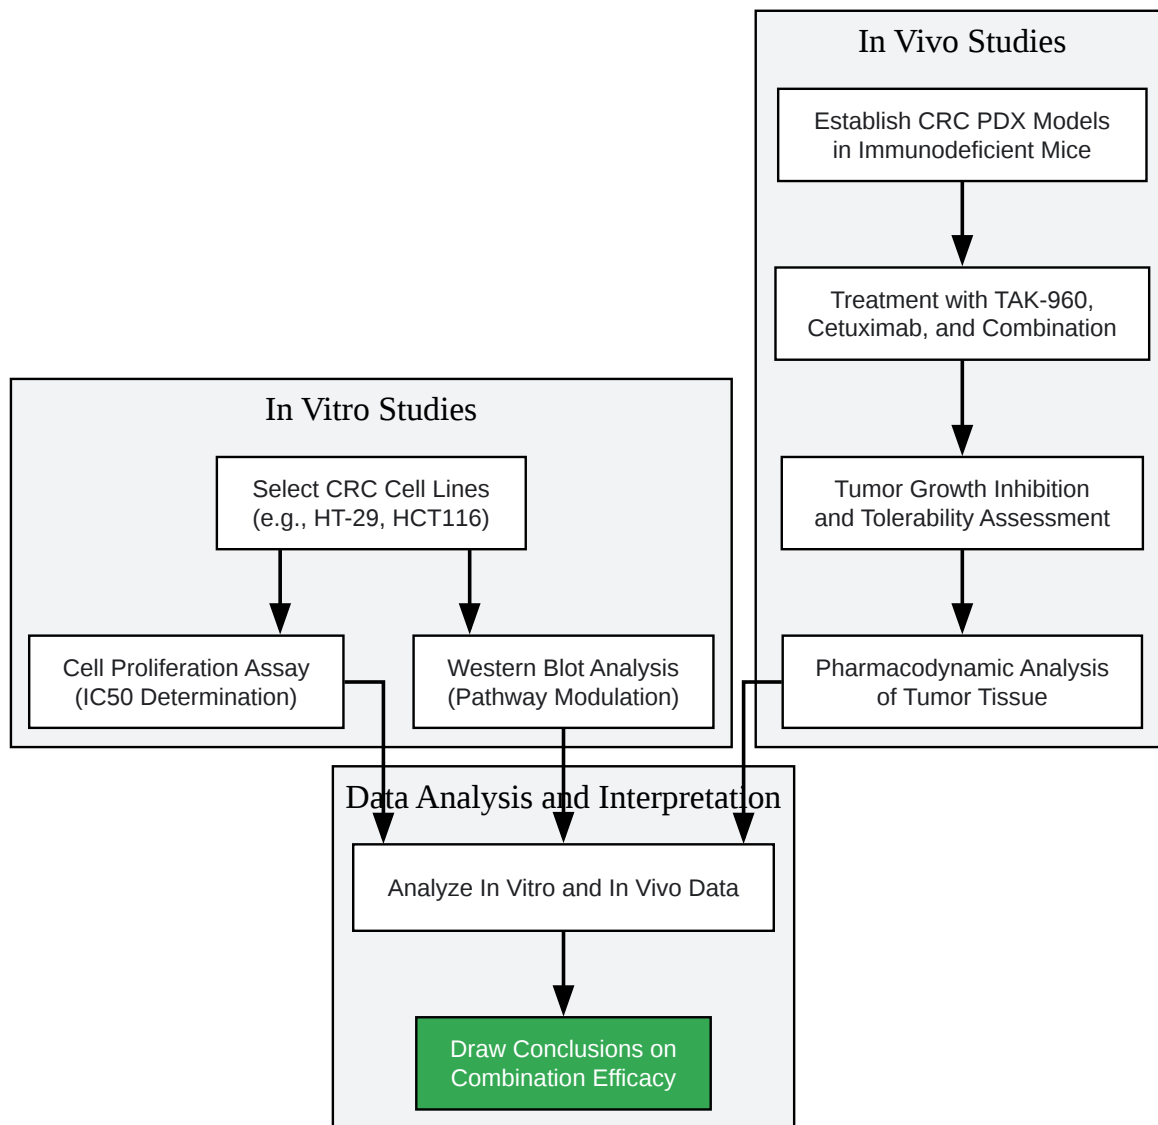 In Vivo Studies
Establish CRC PDX Models
in Immunodeficient Mice
Treatment with TAK-960,
Cetuximab, and Combination
Tumor Growth Inhibition
and Tolerability Assessment
Pharmacodynamic Analysis
of Tumor Tissue
In Vitro Studies
Select CRC Cell Lines
(e.g., HT-29, HCT116)
Cell Proliferation Assay
(IC50 Determination)
Western Blot Analysis
(Pathway Modulation)
Data Analysis and Interpretation
Analyze In Vitro and In Vivo Data
Draw Conclusions on
Combination Efficacy